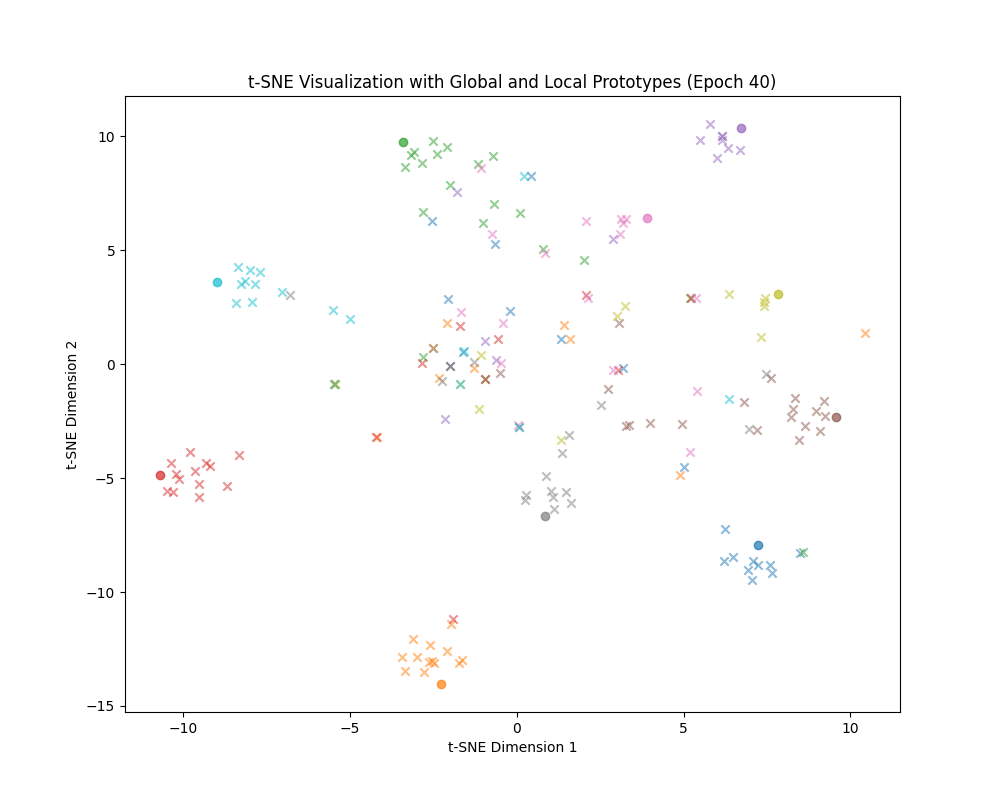 t-SNE Visualization with Global and Local Prototypes (Epoch 40)
10
5
0
−5
−10
−15
t-SNE Dimension 2
−10 −5 0 5 10
t-SNE Dimension 1